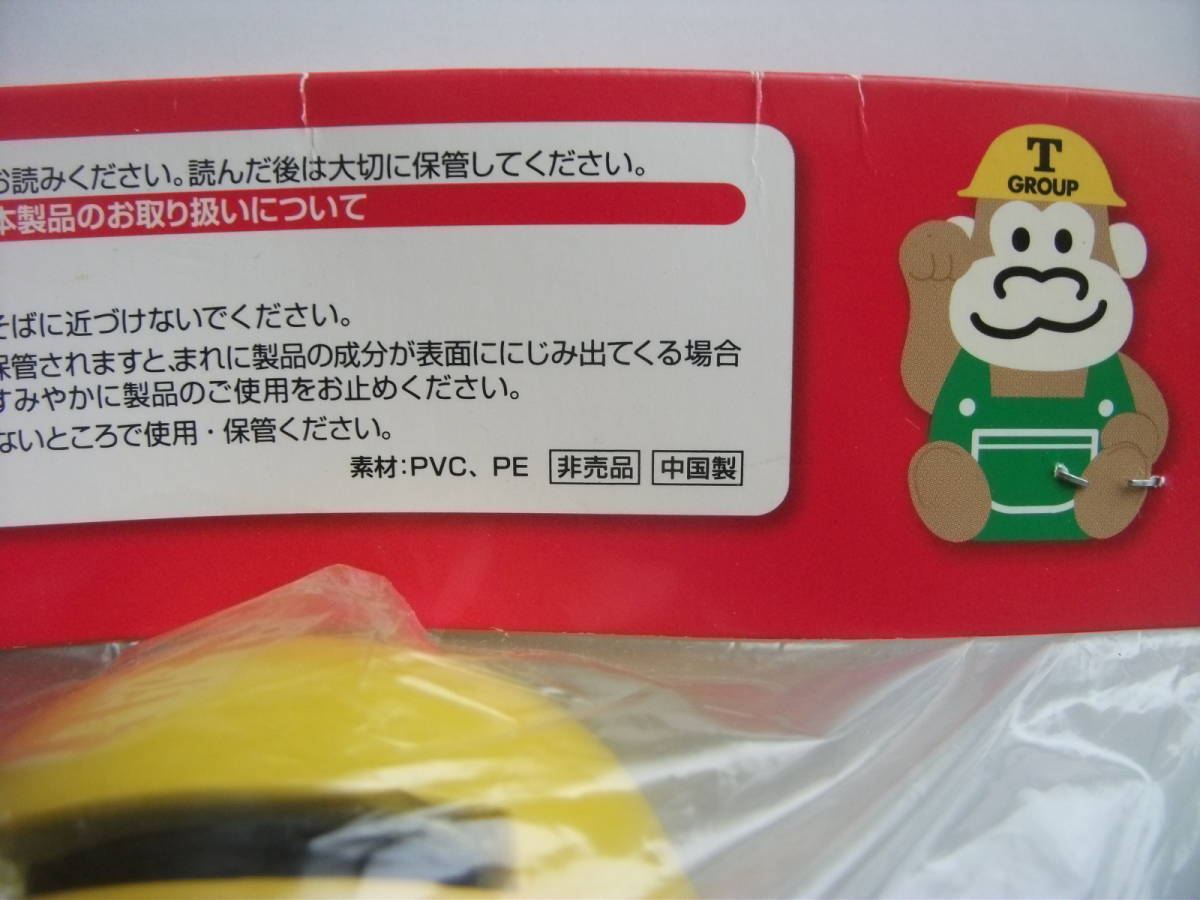 お読みください。読んだ後は大切に保管してください。
本製品のお取り扱いについて
そばに近づけないでください。
保管されますと、まれに製品の成分が表面ににじみ出てくる場合
すみやかに製品のご使用をお止めください。
ないところで使用・保管ください。
素材:PVC、PE 非売品 中国製
T
GROUP